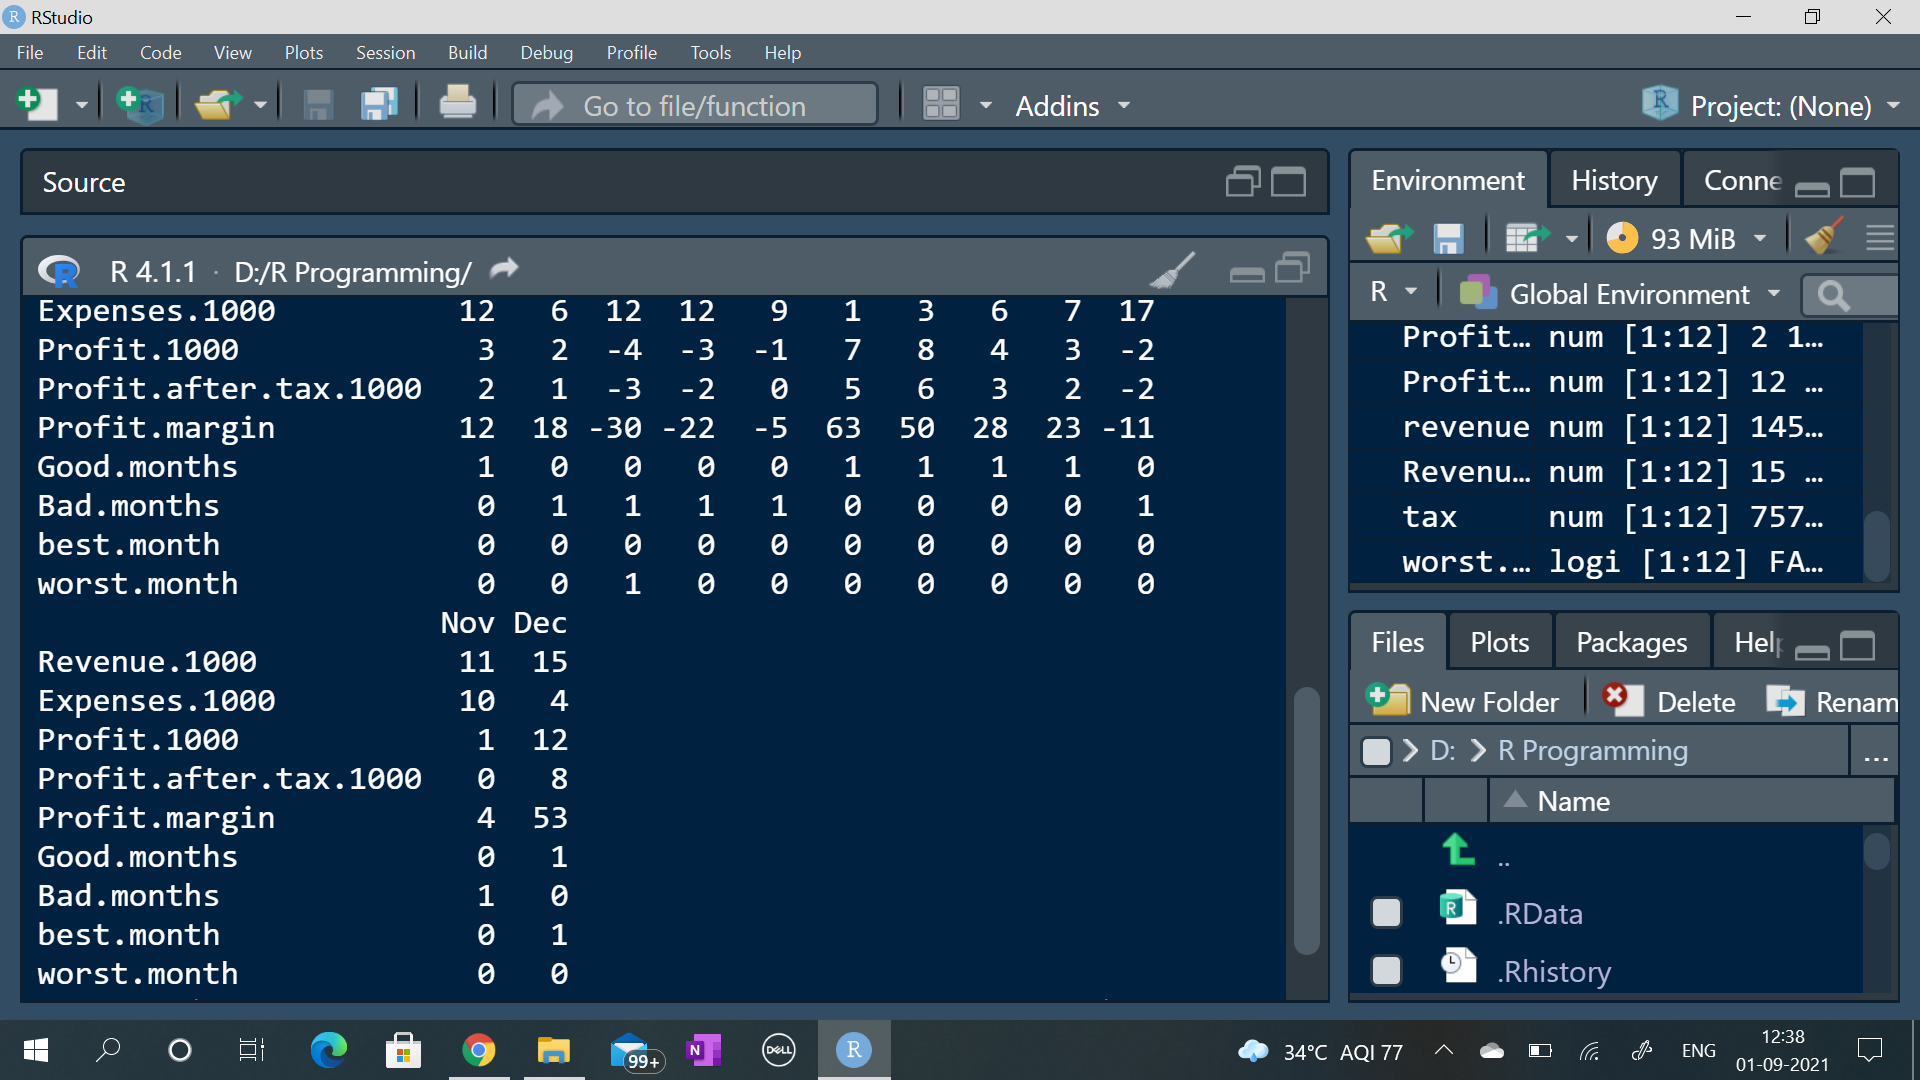 RStudio
File Edit Code View Plots Session Build Debug Profile Tools Help
Go to file/function Addins Project: (None)
Source
R 4.1.1 · D:/R Programming/
Expenses.1000 12 6 12 12 9 1 3 6 7 17
Profit.1000 3 2 -4 -3 -1 7 8 4 3 -2
Profit.after.tax.1000 2 1 -3 -2 0 5 6 3 2 -2
Profit.margin 12 18 -30 -22 -5 63 50 28 23 -11
Good.months 1 0 0 0 0 1 1 1 1 0
Bad.months 0 1 1 1 1 0 0 0 0 1
best.month 0 0 0 0 0 0 0 0 0 0
worst.month 0 0 1 0 0 0 0 0 0 0
Nov Dec
Revenue.1000 11 15
Expenses.1000 10 4
Profit.1000 1 12
Profit.after.tax.1000 0 8
Profit.margin 4 53
Good.months 0 1
Bad.months 1 0
best.month 0 1
worst.month 0 0
Environment History Conne
93 MiB
R Global Environment
Profit… num [1:12] 2 1…
Profit… num [1:12] 12 …
revenue num [1:12] 145…
Revenu… num [1:12] 15 …
tax num [1:12] 757…
worst.… logi [1:12] FA…
Files Plots Packages Help
New Folder Delete Renam
D: R Programming ...
Name
..
.RData
.Rhistory
99+ N DELL R 34°C AQI 77 ENG 12:38
01-09-2021